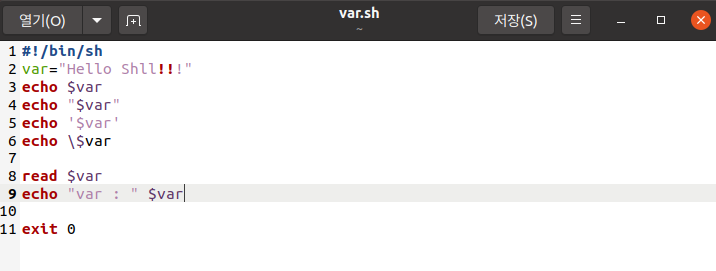 열기(O) var.sh 저장(S)
~
1 #!/bin/sh
2 var="Hello Shll!!!"
3 echo $var
4 echo "$var"
5 echo '$var'
6 echo \$var
7
8 read $var
9 echo "var : " $var
10
11 exit 0